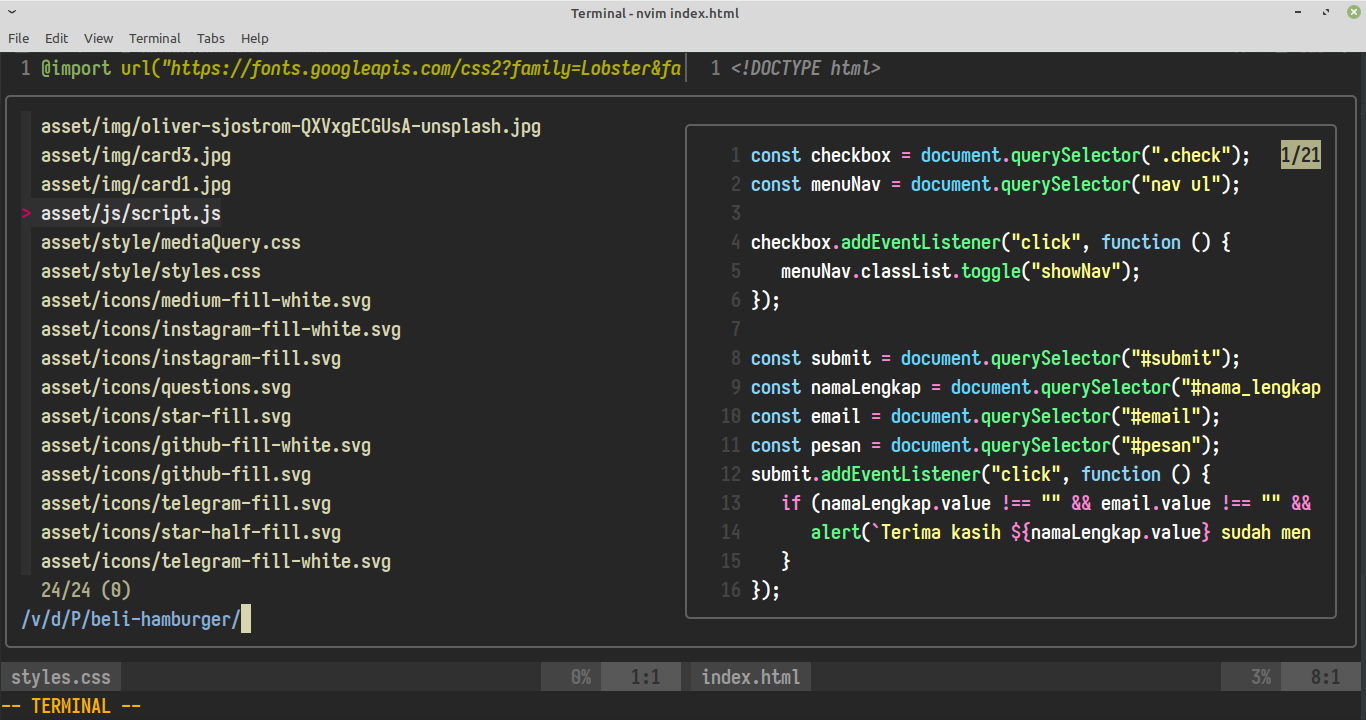 Terminal - nvim index.html
File Edit View Terminal Tabs Help
1 @import url("https://fonts.googleapis.com/css2?family=Lobster&fa
1 <!DOCTYPE html>
asset/img/oliver-sjostrom-QXVxgECGUsA-unsplash.jpg
asset/img/card3.jpg
asset/img/card1.jpg
> asset/js/script.js
asset/style/mediaQuery.css
asset/style/styles.css
asset/icons/medium-fill-white.svg
asset/icons/instagram-fill-white.svg
asset/icons/instagram-fill.svg
asset/icons/questions.svg
asset/icons/star-fill.svg
asset/icons/github-fill-white.svg
asset/icons/github-fill.svg
asset/icons/telegram-fill.svg
asset/icons/star-half-fill.svg
asset/icons/telegram-fill-white.svg
24/24 (0)
/v/d/P/beli-hamburger/
1 const checkbox = document.querySelector(".check"); 1/21
2 const menuNav = document.querySelector("nav ul");
3
4 checkbox.addEventListener("click", function () {
5 menuNav.classList.toggle("showNav");
6 });
7
8 const submit = document.querySelector("#submit");
9 const namaLengkap = document.querySelector("#nama_lengkap
10 const email = document.querySelector("#email");
11 const pesan = document.querySelector("#pesan");
12 submit.addEventListener("click", function () {
13 if (namaLengkap.value !== "" && email.value !== "" &&
14 alert(`Terima kasih ${namaLengkap.value} sudah men
15 }
16 });
styles.css 0% 1:1
index.html 3% 8:1
-- TERMINAL --